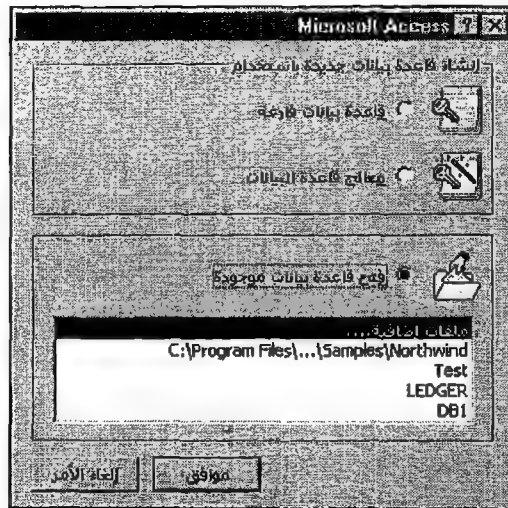 Microsoft Access
إنشاء قاعدة بيانات جديدة باستخدام
قاعدة بيانات فارغة
معالج قاعدة البيانات
فتح قاعدة بيانات موجودة
ملفات إضافية...
C:\Program Files\...\Samples\Northwind
Test
LEDGER
DB1
موافق
إلغاء الأمر